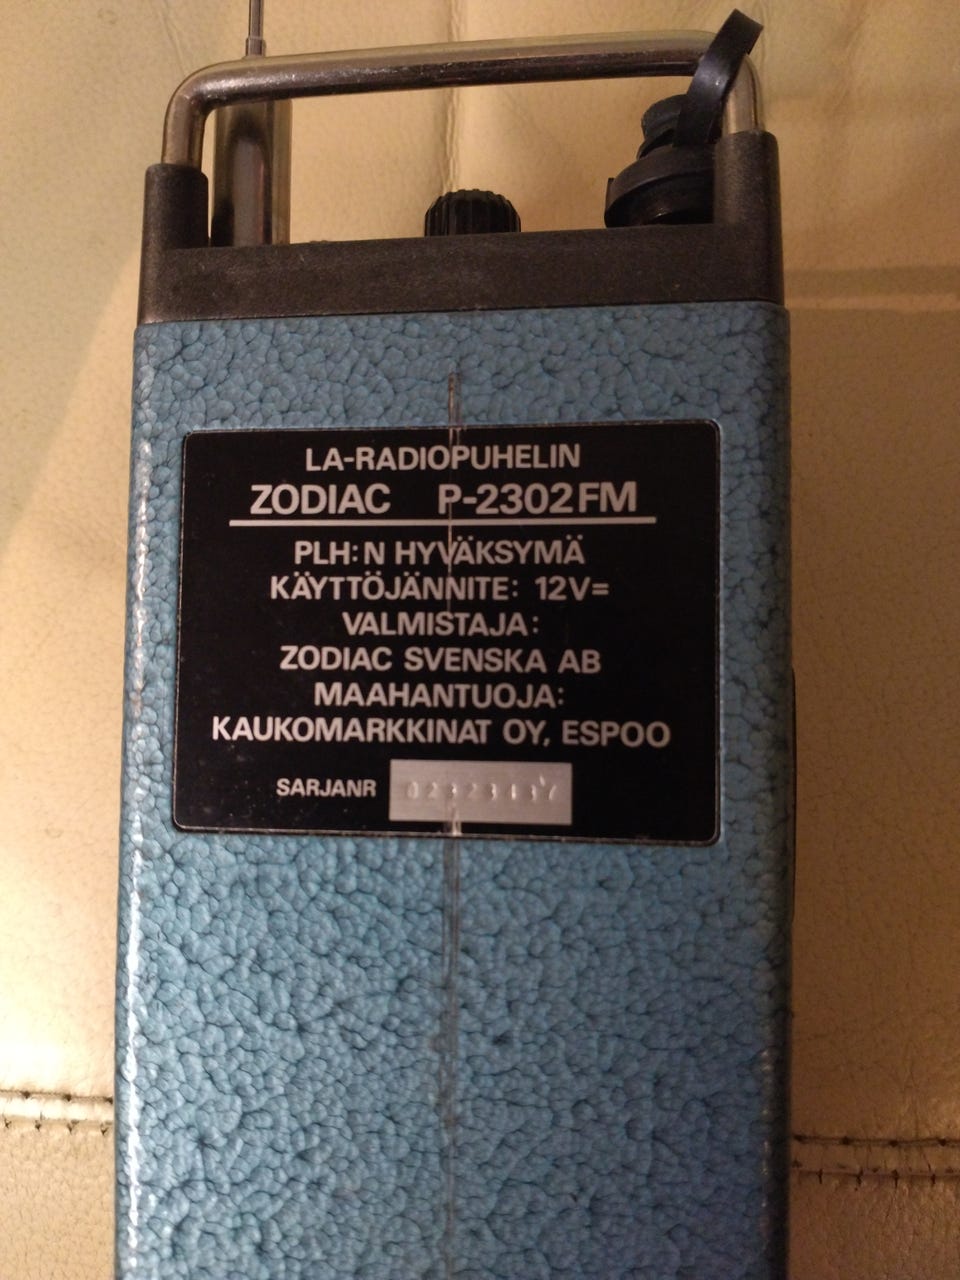 LA-RADIOPUHELIN
ZODIAC P-2302FM
PLH:N HYVÄKSYMÄ
KÄYTTÖJÄNNITE: 12V=
VALMISTAJA:
ZODIAC SVENSKA AB
MAAHANTUOJA:
KAUKOMARKKINAT OY, ESPOO
SARJANR